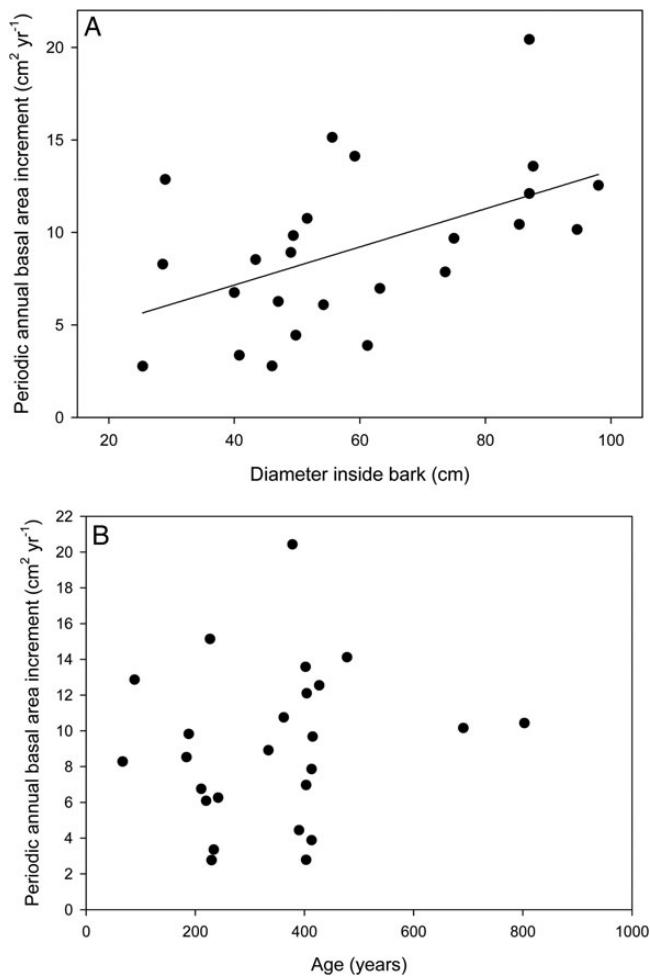 A
Periodic annual basal area increment (cm² yr⁻¹)
20
15
10
5
0
20 40 60 80 100
Diameter inside bark (cm)
B
Periodic annual basal area increment (cm² yr⁻¹)
22
20
18
16
14
12
10
8
6
4
2
0
0 200 400 600 800 1000
Age (years)